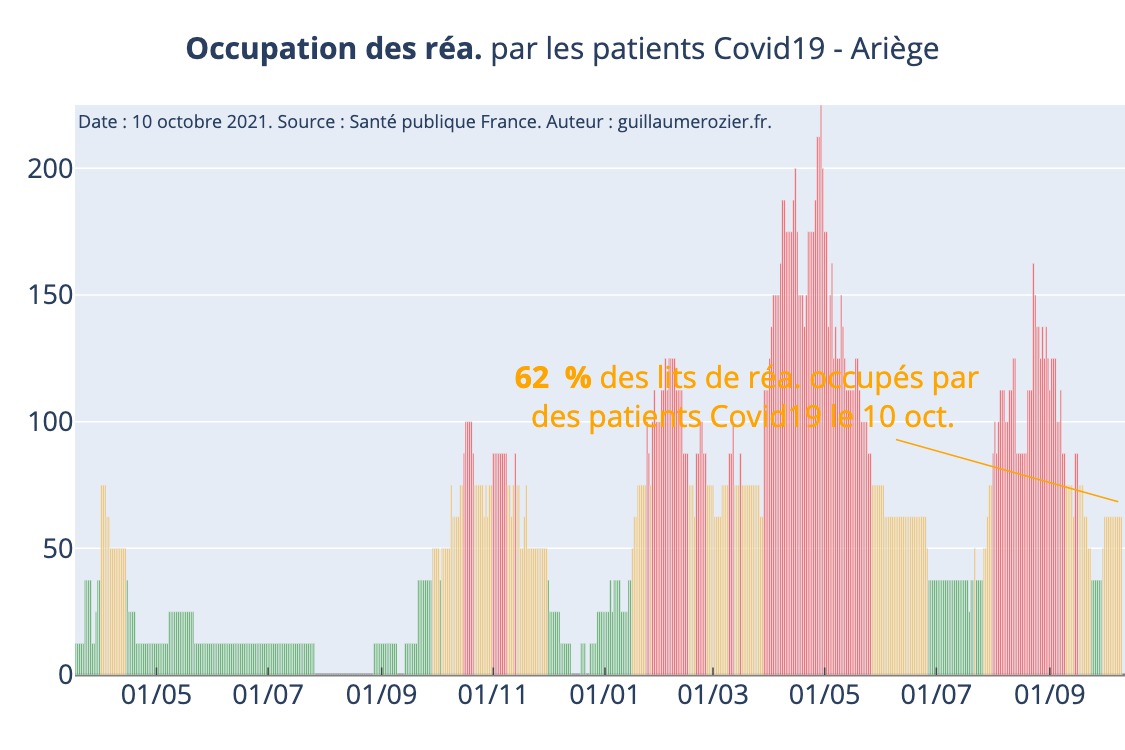 Occupation des réa. par les patients Covid19 - Ariège
Date : 10 octobre 2021. Source : Santé publique France. Auteur : guillaumerozier.fr.
200
150
62 % des lits de réa. occupés par
des patients Covid19 le 10 oct.
100
50
0
01/05 01/07 01/09 01/11 01/01 01/03 01/05 01/07 01/09